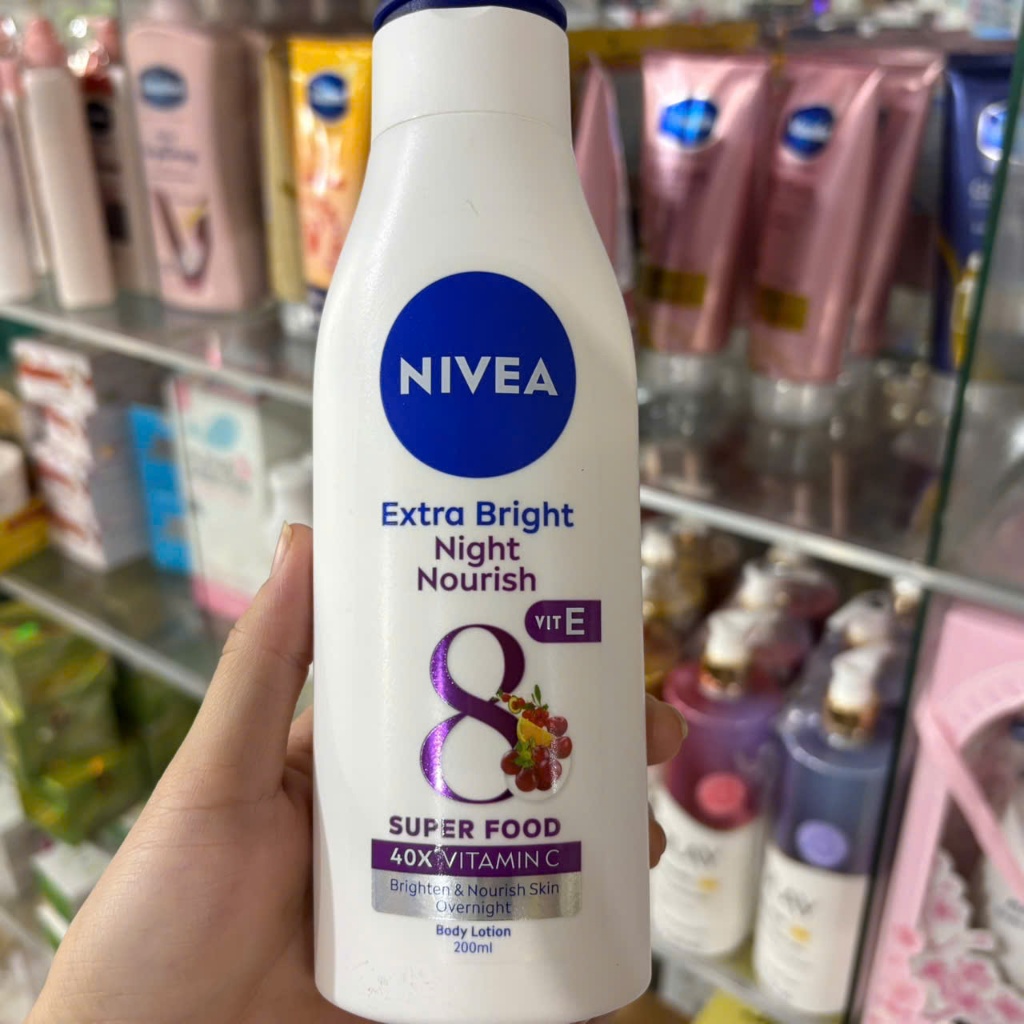 NIVEA
Extra Bright
Night
Nourish
VIT E
8
SUPER FOOD
40X VITAMIN C
Brighten & Nourish Skin
Overnight
Body Lotion
200ml